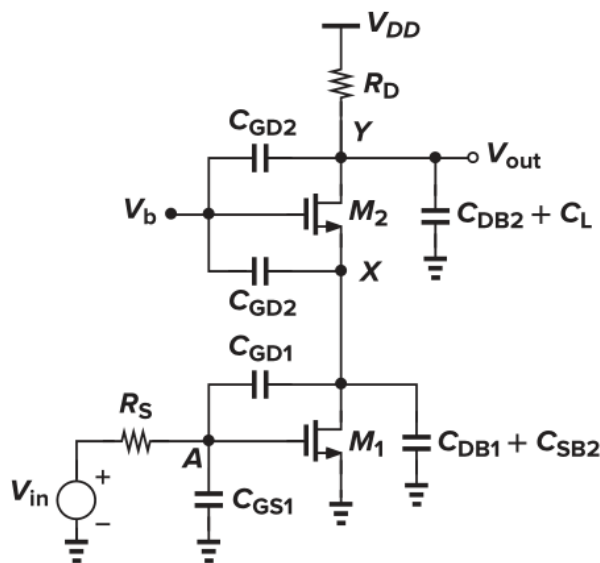 V_DD
R_D
C_GD2
Y
V_out
V_b
M_2
C_DB2 + C_L
X
C_GD2
C_GD1
R_S
M_1
C_DB1 + C_SB2
A
V_in
+
−
C_GS1